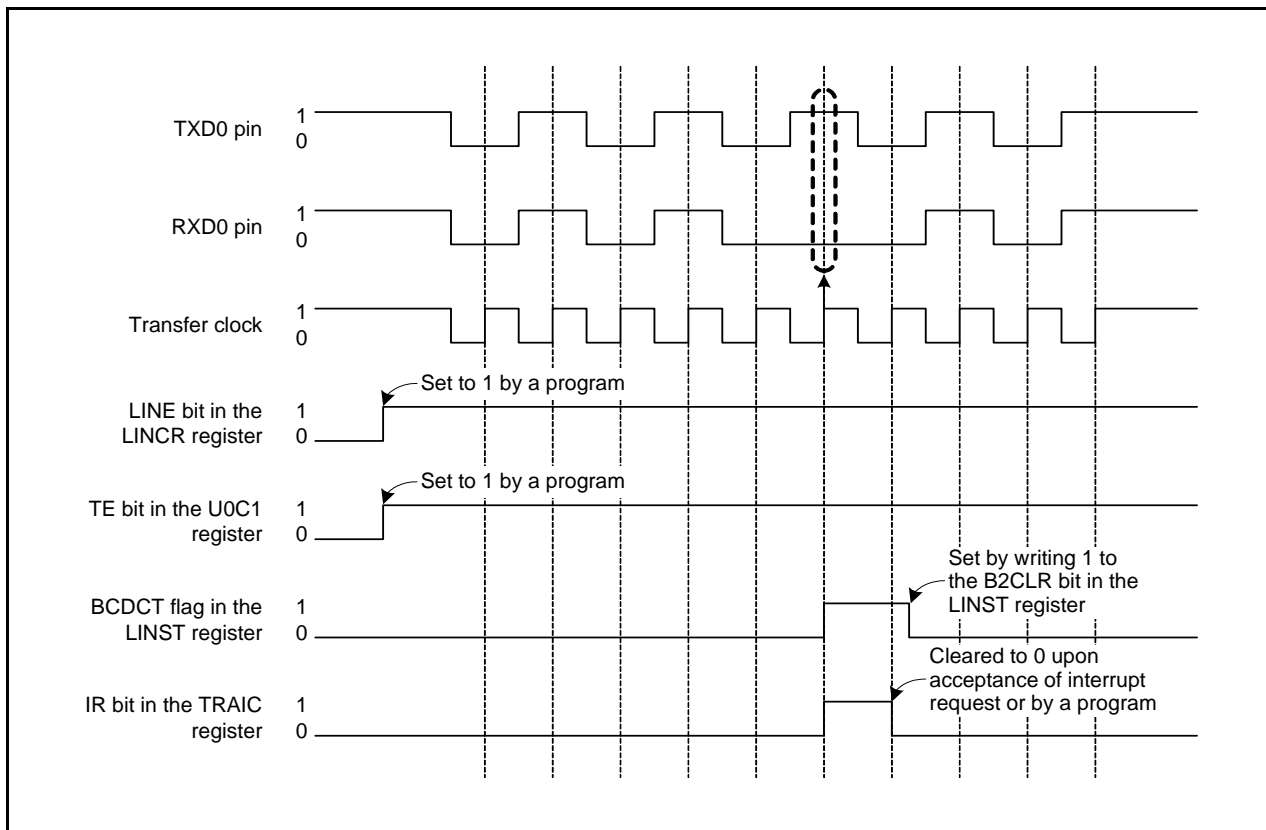 TXD0 pin
1
0
RXD0 pin
1
0
Transfer clock
1
0
Set to 1 by a program
LINE bit in the
LINCR register
1
0
Set to 1 by a program
TE bit in the U0C1
register
1
0
Set by writing 1 to
the B2CLR bit in the
LINST register
BCDCT flag in the
LINST register
1
0
Cleared to 0 upon
acceptance of interrupt
request or by a program
IR bit in the TRAIC
register
1
0